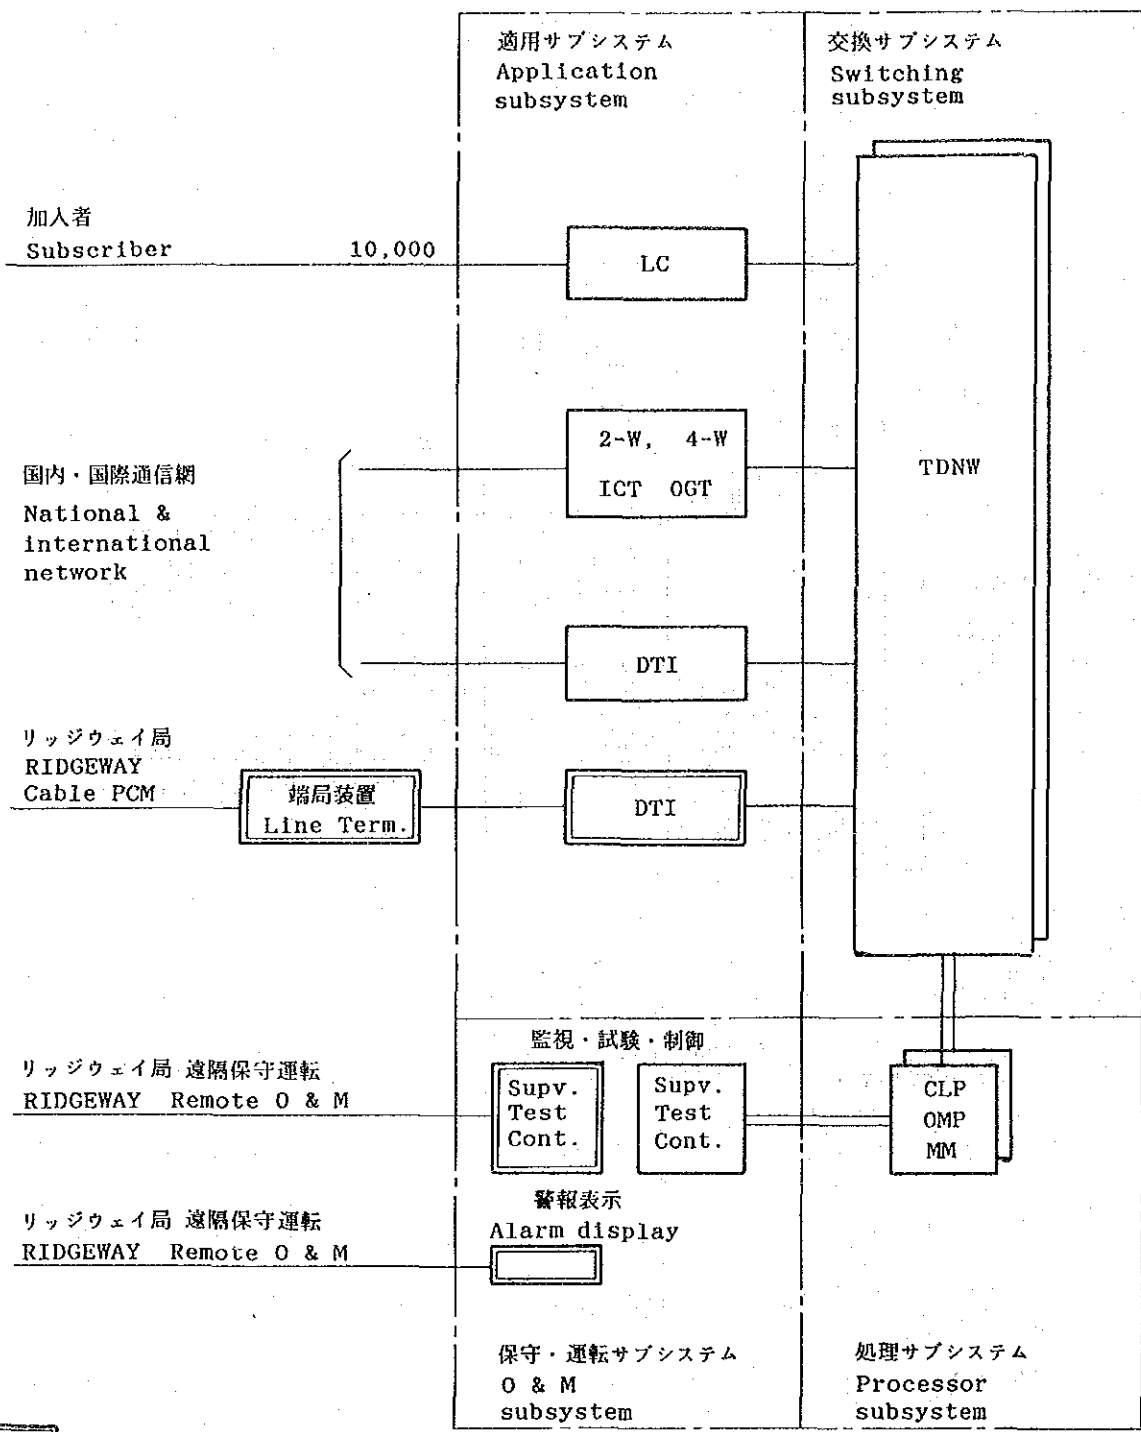 適用サブシステム
Application
subsystem
交換サブシステム
Switching
subsystem
加入者
Subscriber 10,000
LC
2-W, 4-W
ICT OGT
TDNW
国内・国際通信網
National &
international
network
DTI
リッジウェイ局
RIDGEWAY
Cable PCM
端局装置
Line Term.
DTI
監視・試験・制御
リッジウェイ局 遠隔保守運転
RIDGEWAY Remote O & M
Supv.
Test
Cont.
Supv.
Test
Cont.
CLP
OMP
MM
警報表示
Alarm display
リッジウェイ局 遠隔保守運転
RIDGEWAY Remote O & M
保守・運転サブシステム
O & M
subsystem
処理サブシステム
Processor
subsystem